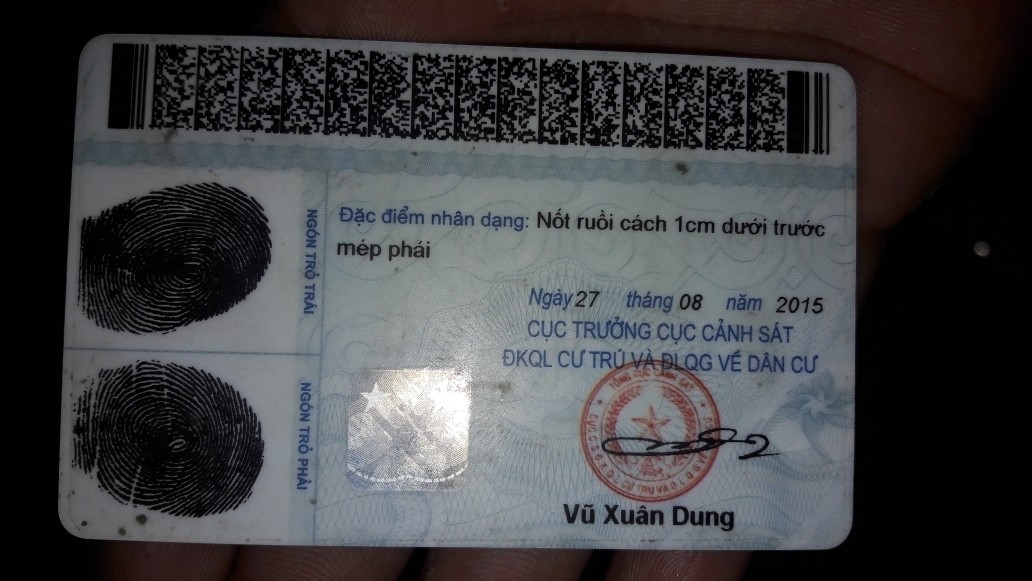 NGÓN TRỎ TRÁI
Đặc điểm nhân dạng: Nốt ruồi cách 1cm dưới trước
mép phải
Ngày 27 tháng 08 năm 2015
CỤC TRƯỞNG CỤC CẢNH SÁT
ĐKQL CƯ TRÚ VÀ DLQG VỀ DÂN CƯ
NGÓN TRỎ PHẢI
Vũ Xuân Dung